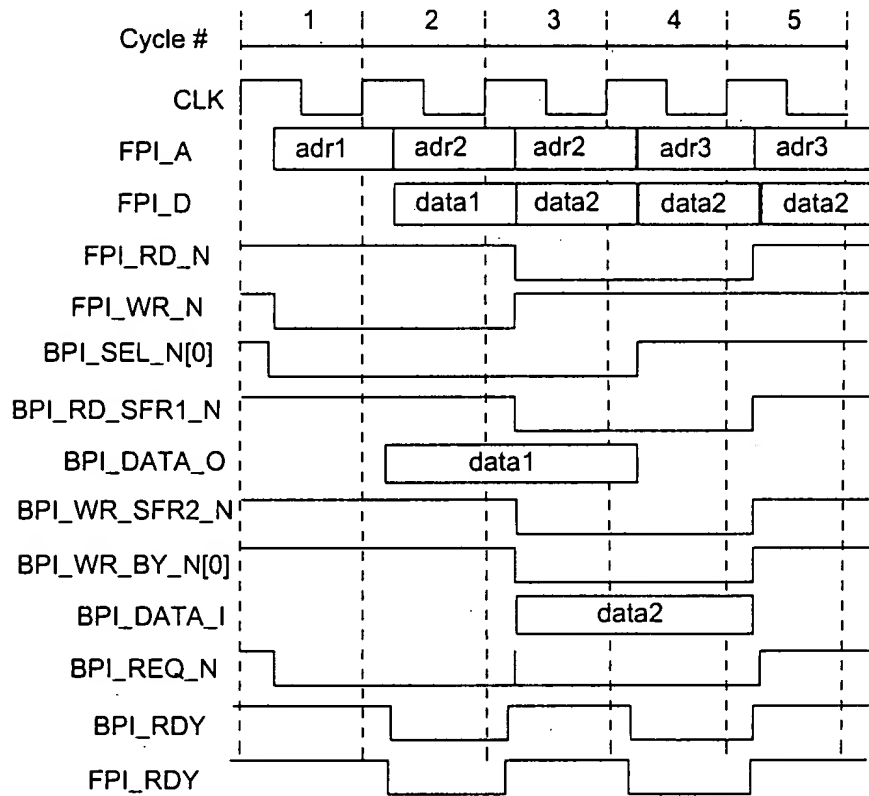 Cycle # 1 2 3 4 5
CLK
FPI_A adr1 adr2 adr2 adr3 adr3
FPI_D data1 data2 data2 data2
FPI_RD_N
FPI_WR_N
BPI_SEL_N[0]
BPI_RD_SFR1_N
BPI_DATA_O data1
BPI_WR_SFR2_N
BPI_WR_BY_N[0]
BPI_DATA_I data2
BPI_REQ_N
BPI_RDY
FPI_RDY